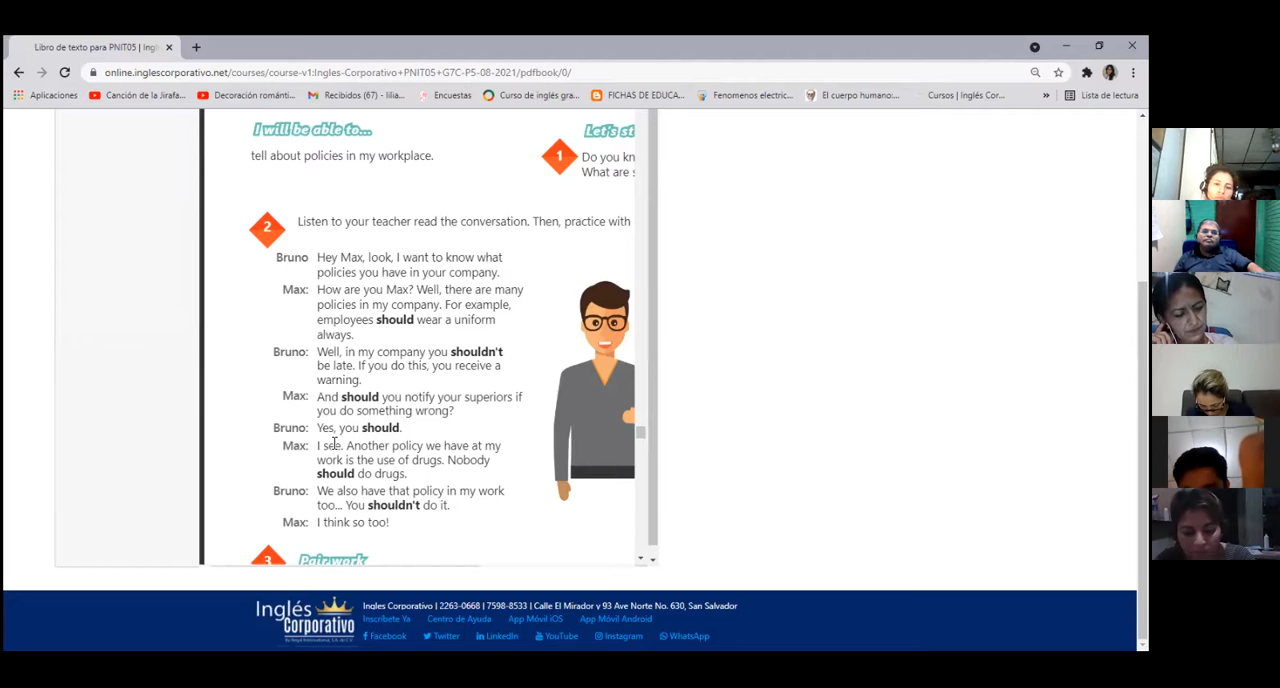 Libro de texto para PNIT05 | Ingl
online.inglescorporativo.net/courses/course-v1:Ingles-Corporativo+PNIT05+G7C-P5-08-2021/pdfbook/0/
Aplicaciones Canción de la Jirafa... Decoración románti... Recibidos (67) - lilia... Encuestas Curso de inglés gra... FICHAS DE EDUCA... Fenomenos electric... El cuerpo humano:... Cursos | Inglés Cor... » Lista de lectura
I will be able to...
tell about policies in my workplace.
Let's st
1
Do you kn
What are s
2
Listen to your teacher read the conversation. Then, practice with
Bruno Hey Max, look, I want to know what
policies you have in your company.
Max: How are you Max? Well, there are many
policies in my company. For example,
employees should wear a uniform
always.
Bruno: Well, in my company you shouldn't
be late. If you do this, you receive a
warning.
Max: And should you notify your superiors if
you do something wrong?
Bruno: Yes, you should.
Max: I see. Another policy we have at my
work is the use of drugs. Nobody
should do drugs.
Bruno: We also have that policy in my work
too... You shouldn't do it.
Max: I think so too!
3 Pair work
Inglés
Corporativo
Ingles Corporativo | 2263-0668 | 7598-8533 | Calle El Mirador y 93 Ave Norte No. 630, San Salvador
Inscríbete Ya Centro de Ayuda App Móvil iOS App Móvil Android
Facebook Twitter LinkedIn YouTube Instagram WhatsApp